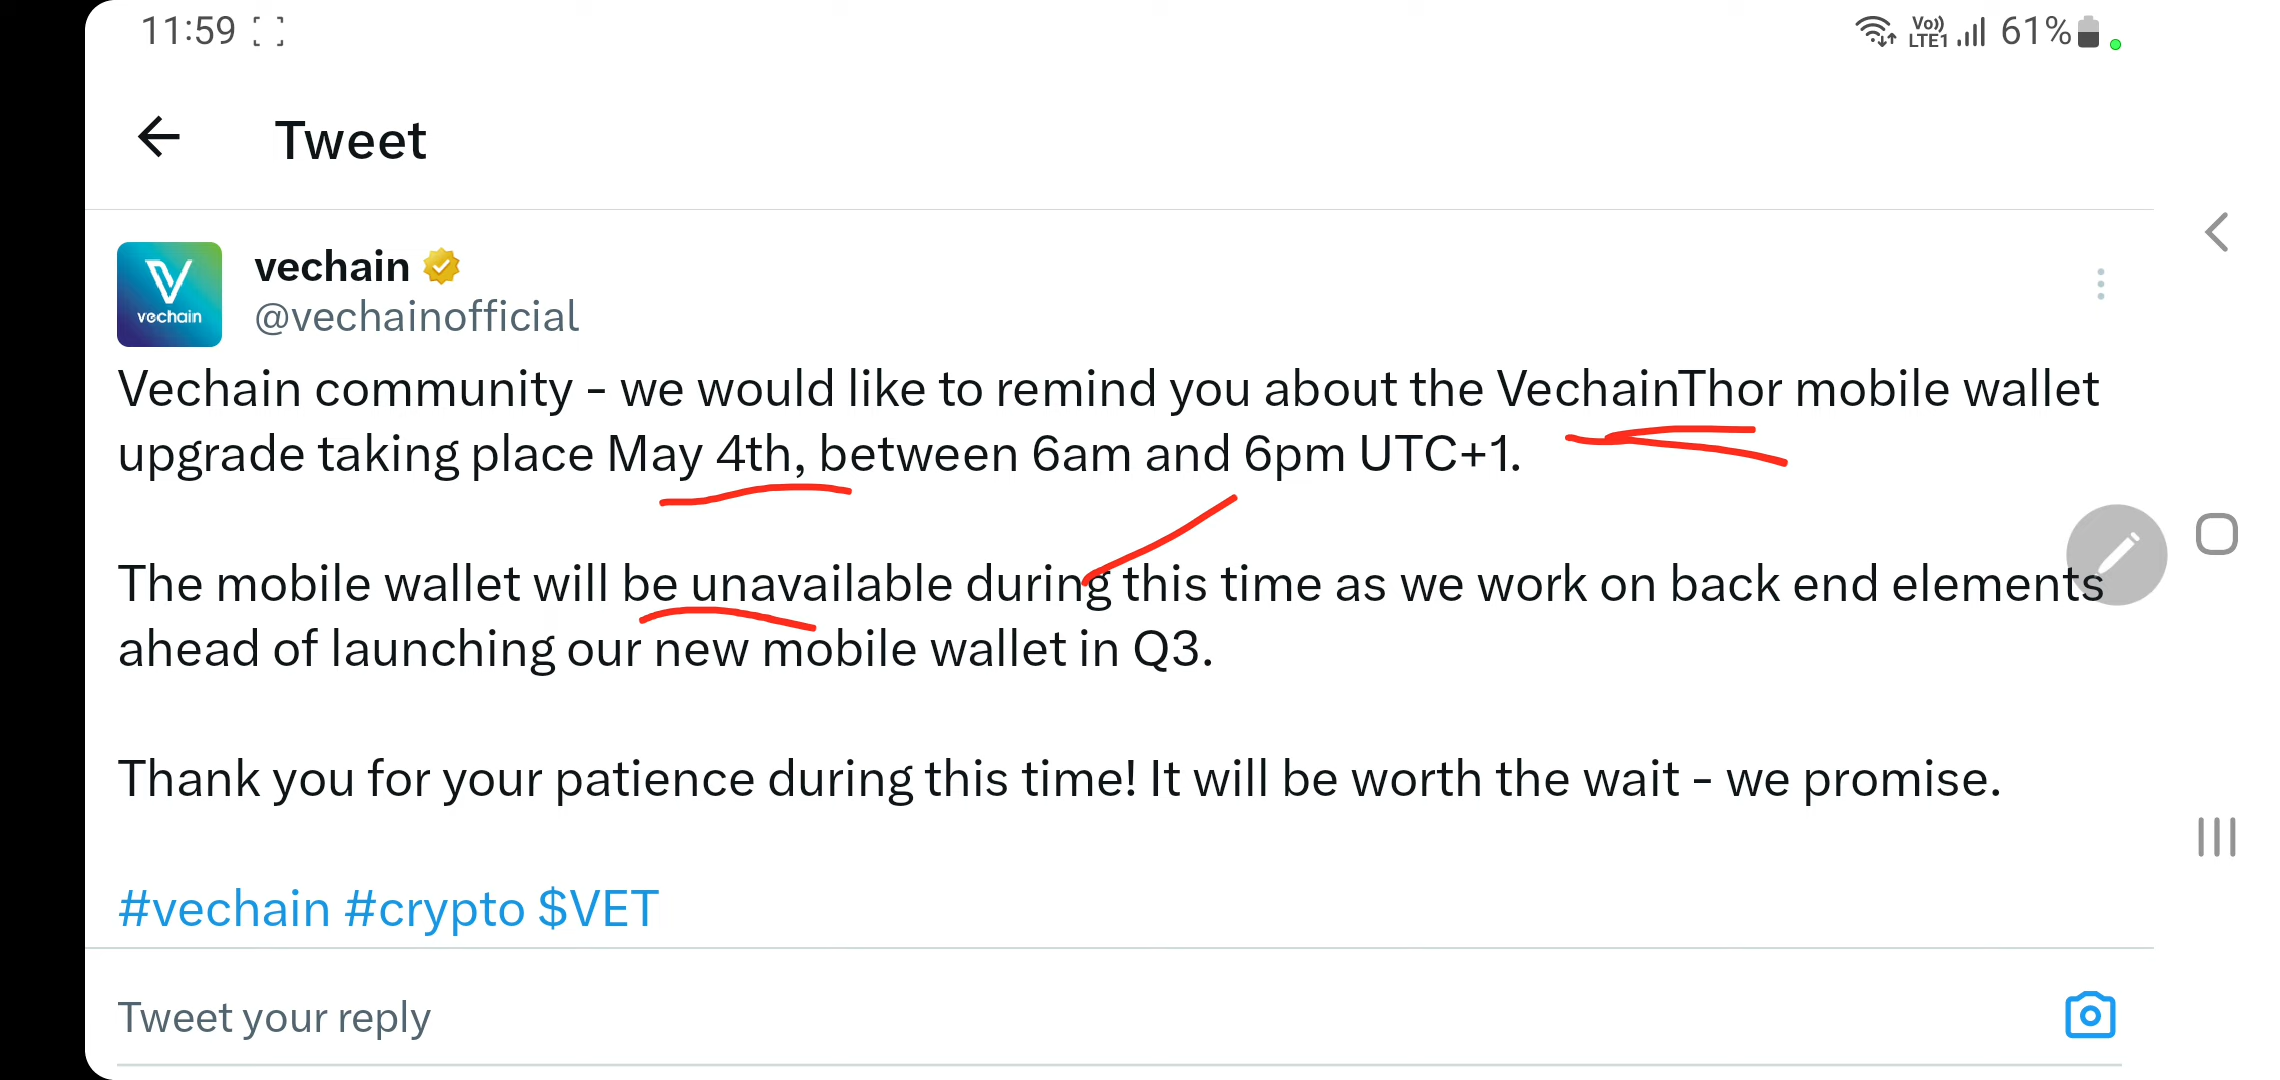 11:59
Vo)) LTE1 61%
Tweet
vechain
vechain
@vechainofficial
Vechain community - we would like to remind you about the VechainThor mobile wallet
upgrade taking place May 4th, between 6am and 6pm UTC+1.
The mobile wallet will be unavailable during this time as we work on back end elements
ahead of launching our new mobile wallet in Q3.
Thank you for your patience during this time! It will be worth the wait - we promise.
#vechain #crypto $VET
Tweet your reply